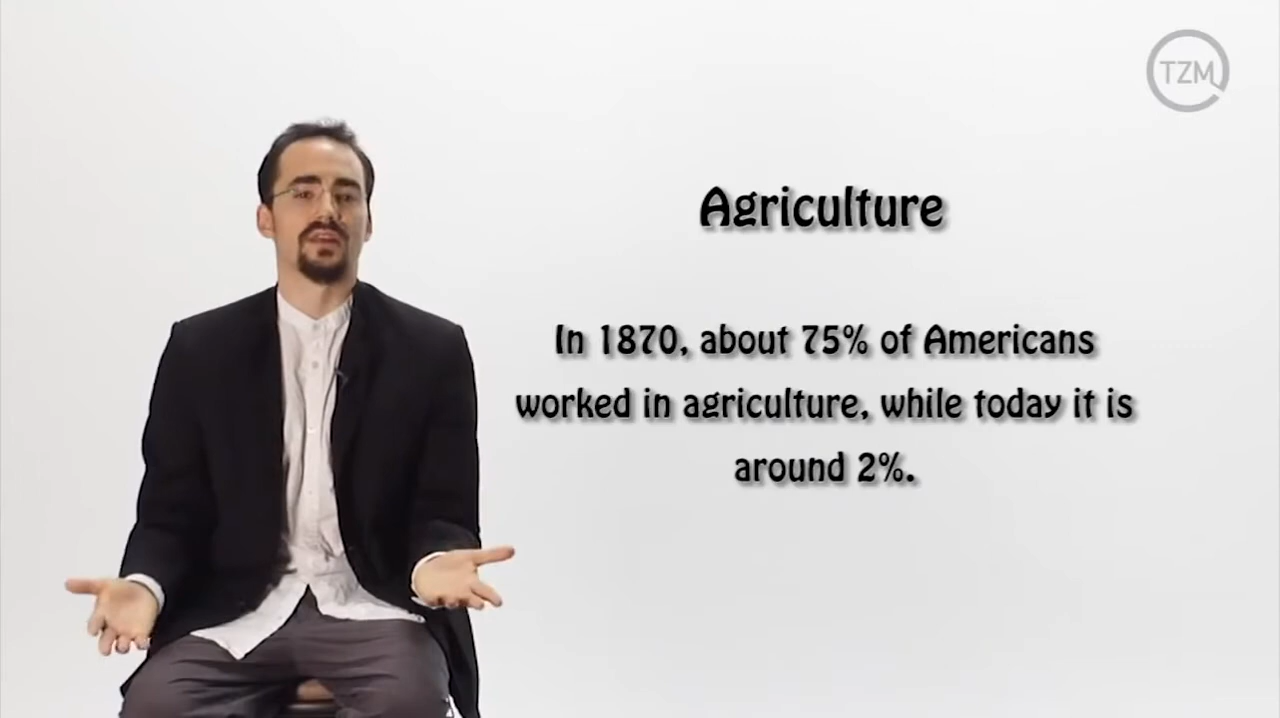 TZM
Agriculture
In 1870, about 75% of Americans
worked in agriculture, while today it is
around 2%.